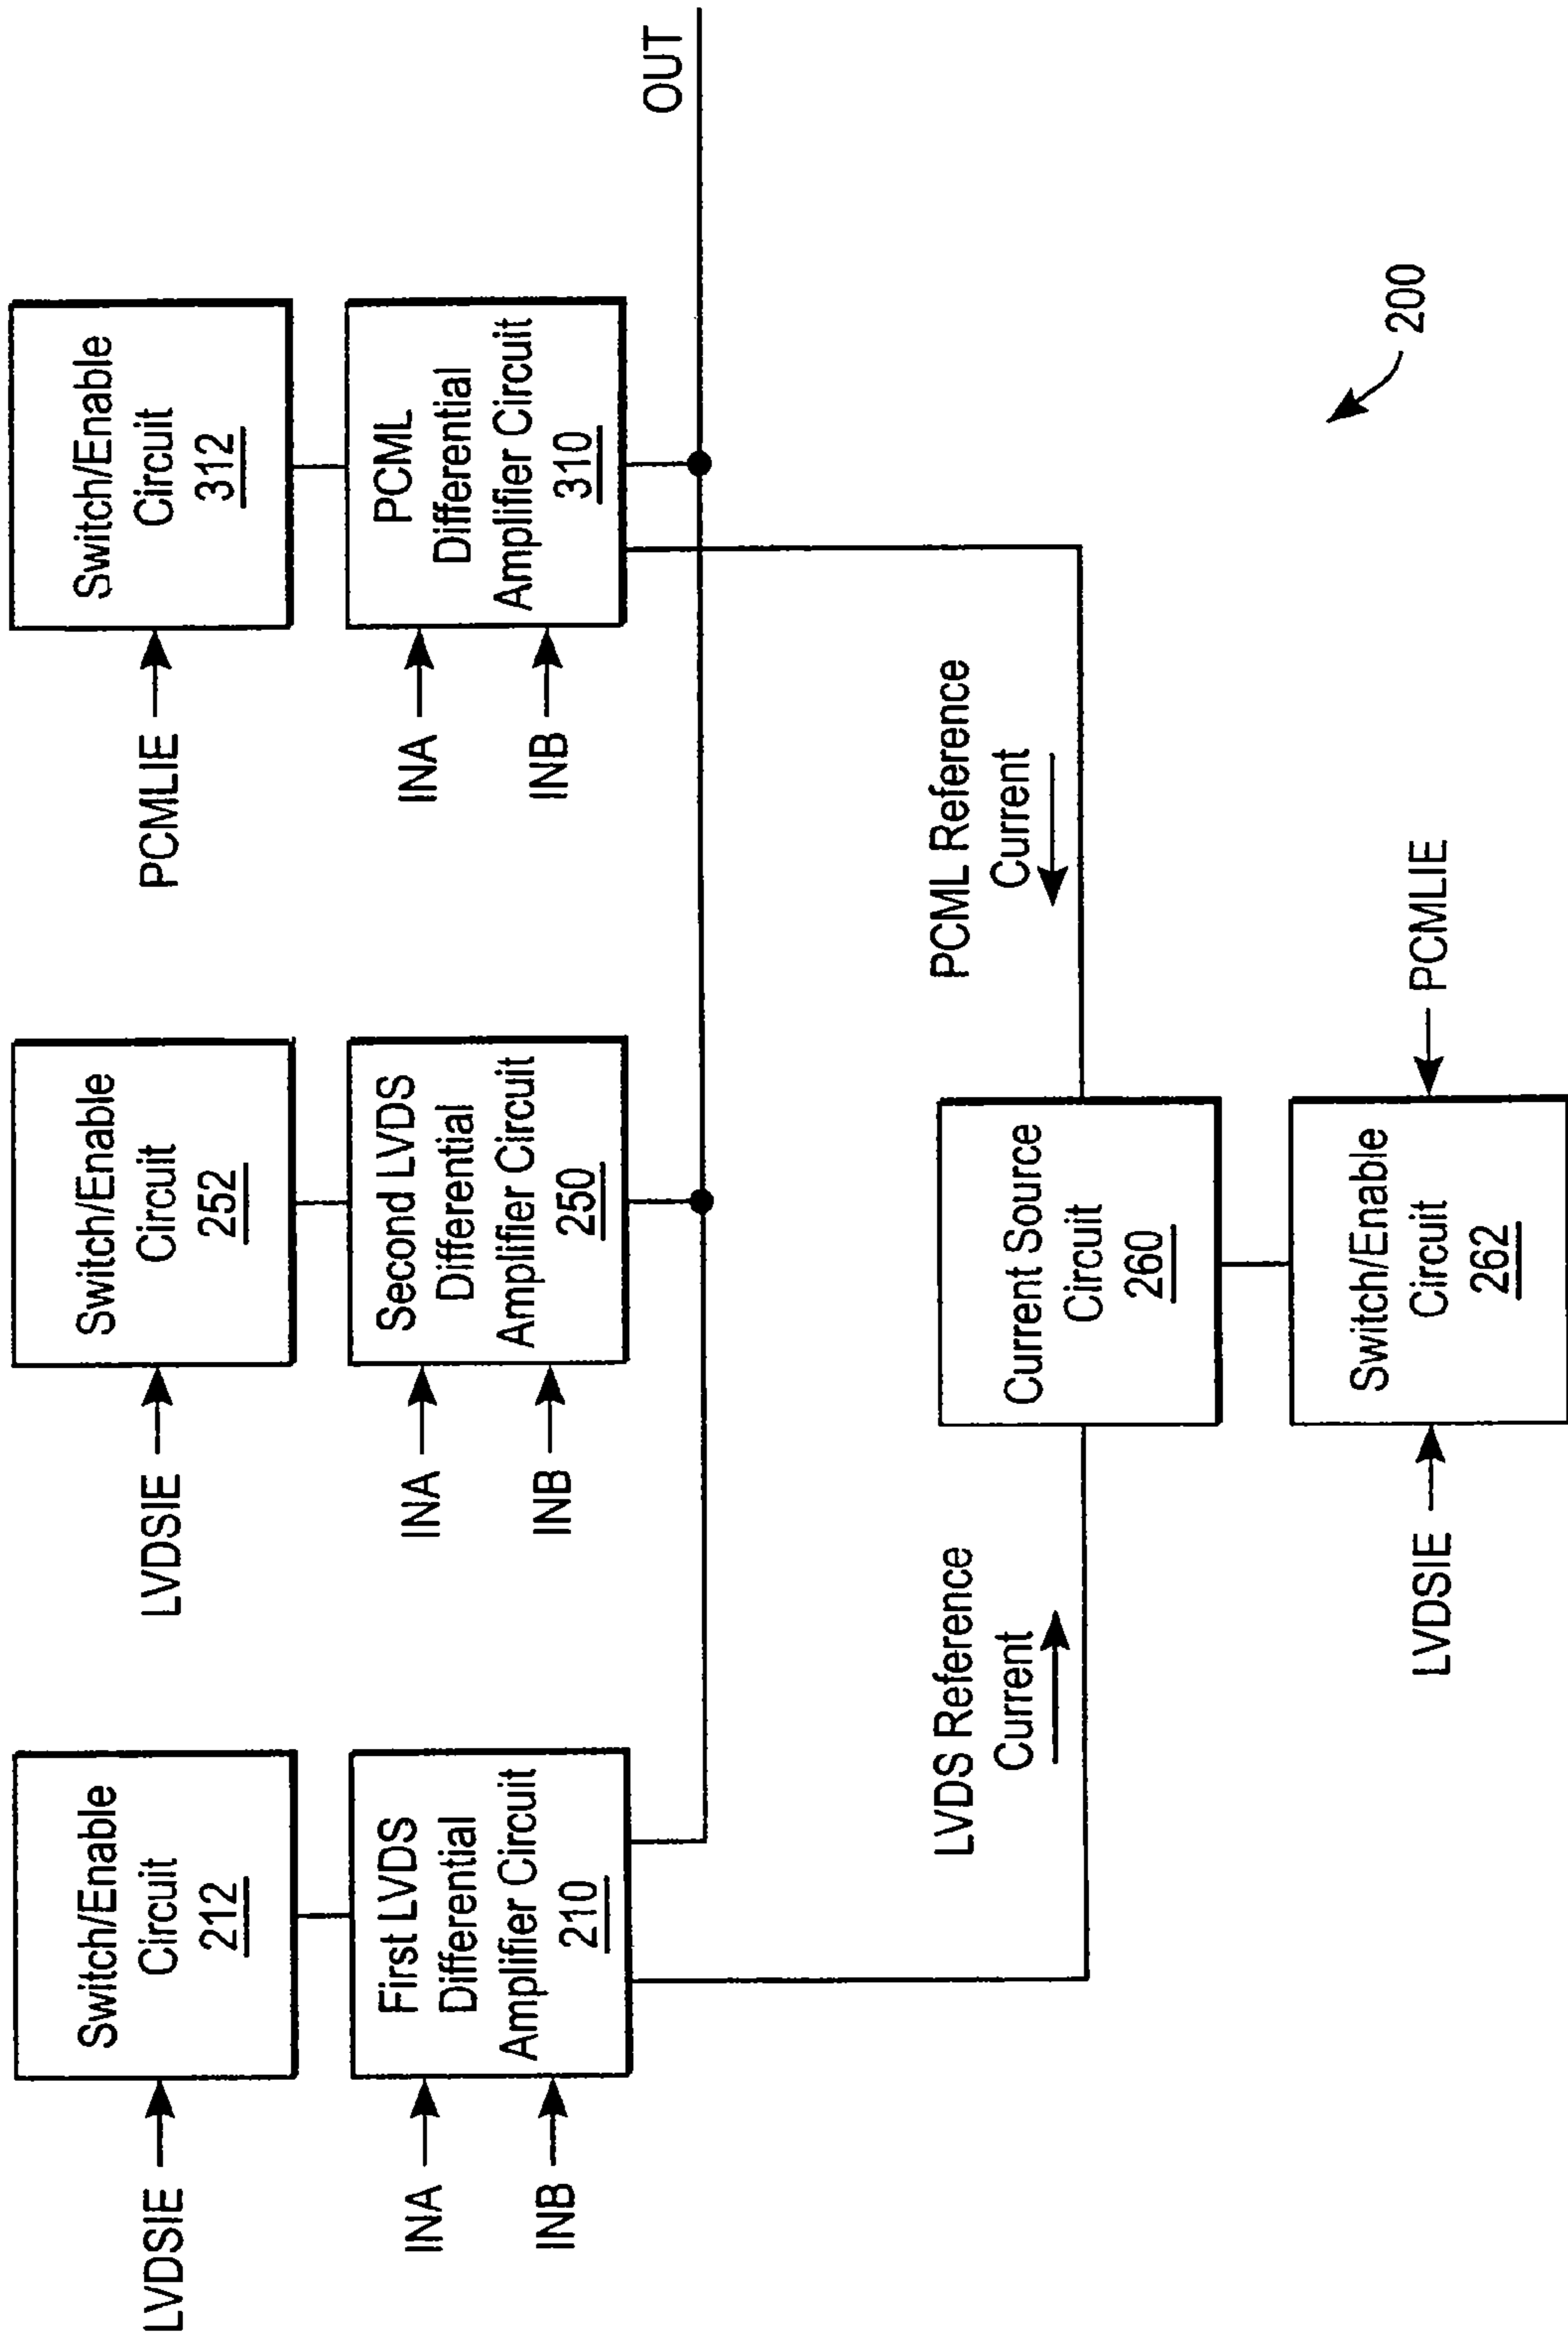 LVDSIE
Switch/Enable
Circuit
212
INA
INB
First LVDS
Differential
Amplifier Circuit
210
LVDSIE
Switch/Enable
Circuit
252
INA
INB
Second LVDS
Differential
Amplifier Circuit
250
PCMLIE
Switch/Enable
Circuit
312
INA
INB
PCML
Differential
Amplifier Circuit
310
OUT
LVDS Reference
Current
Current Source
Circuit
260
PCML Reference
Current
LVDSIE
Switch/Enable
Circuit
262
PCMLIE
200